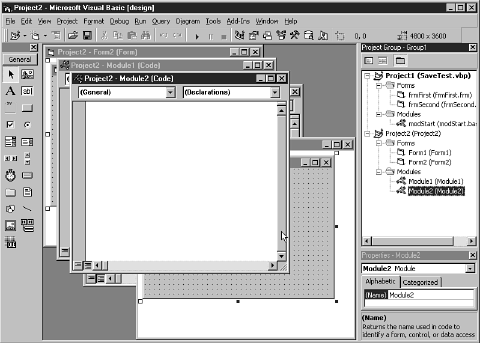 Project2 - Microsoft Visual Basic [design]
File Edit View Project Format Debug Run Query Diagram Tools Add-Ins Window Help
0, 0
4800 x 3600
General
Project2 - Form2 (Form)
Project2 - Module1 (Code)
Project2 - Module2 (Code)
(General)
(Declarations)
Project Group - Group1
Project1 (SaveTest.vbp)
Forms
frmFirst (frmFirst.frm)
frmSecond (frmSecond.
Modules
modStart (modStart.ba
Project2 (Project2)
Forms
Form1 (Form1)
Form2 (Form2)
Modules
Module1 (Module1)
Module2 (Module2)
Properties - Module2
Module2 Module
Alphabetic Categorized
(Name) Module2
(Name)
Returns the name used in code to
identify a form, control, or data access